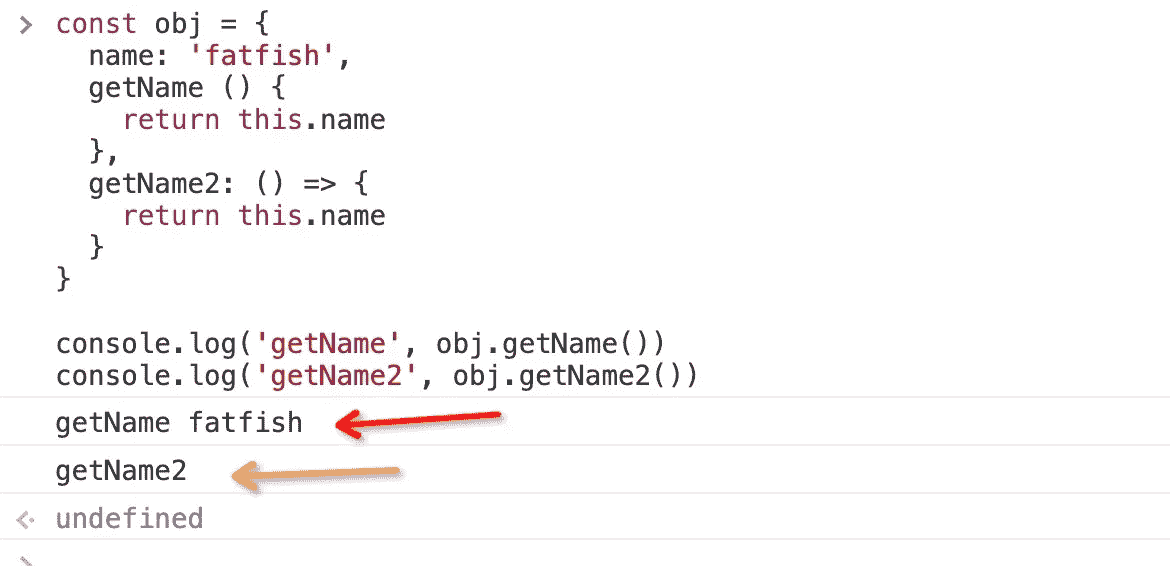 const obj = {
  name: 'fatfish',
  getName () {
    return this.name
  },
  getName2: () => {
    return this.name
  }
}
console.log('getName', obj.getName())
console.log('getName2', obj.getName2())
getName fatfish
getName2
undefined